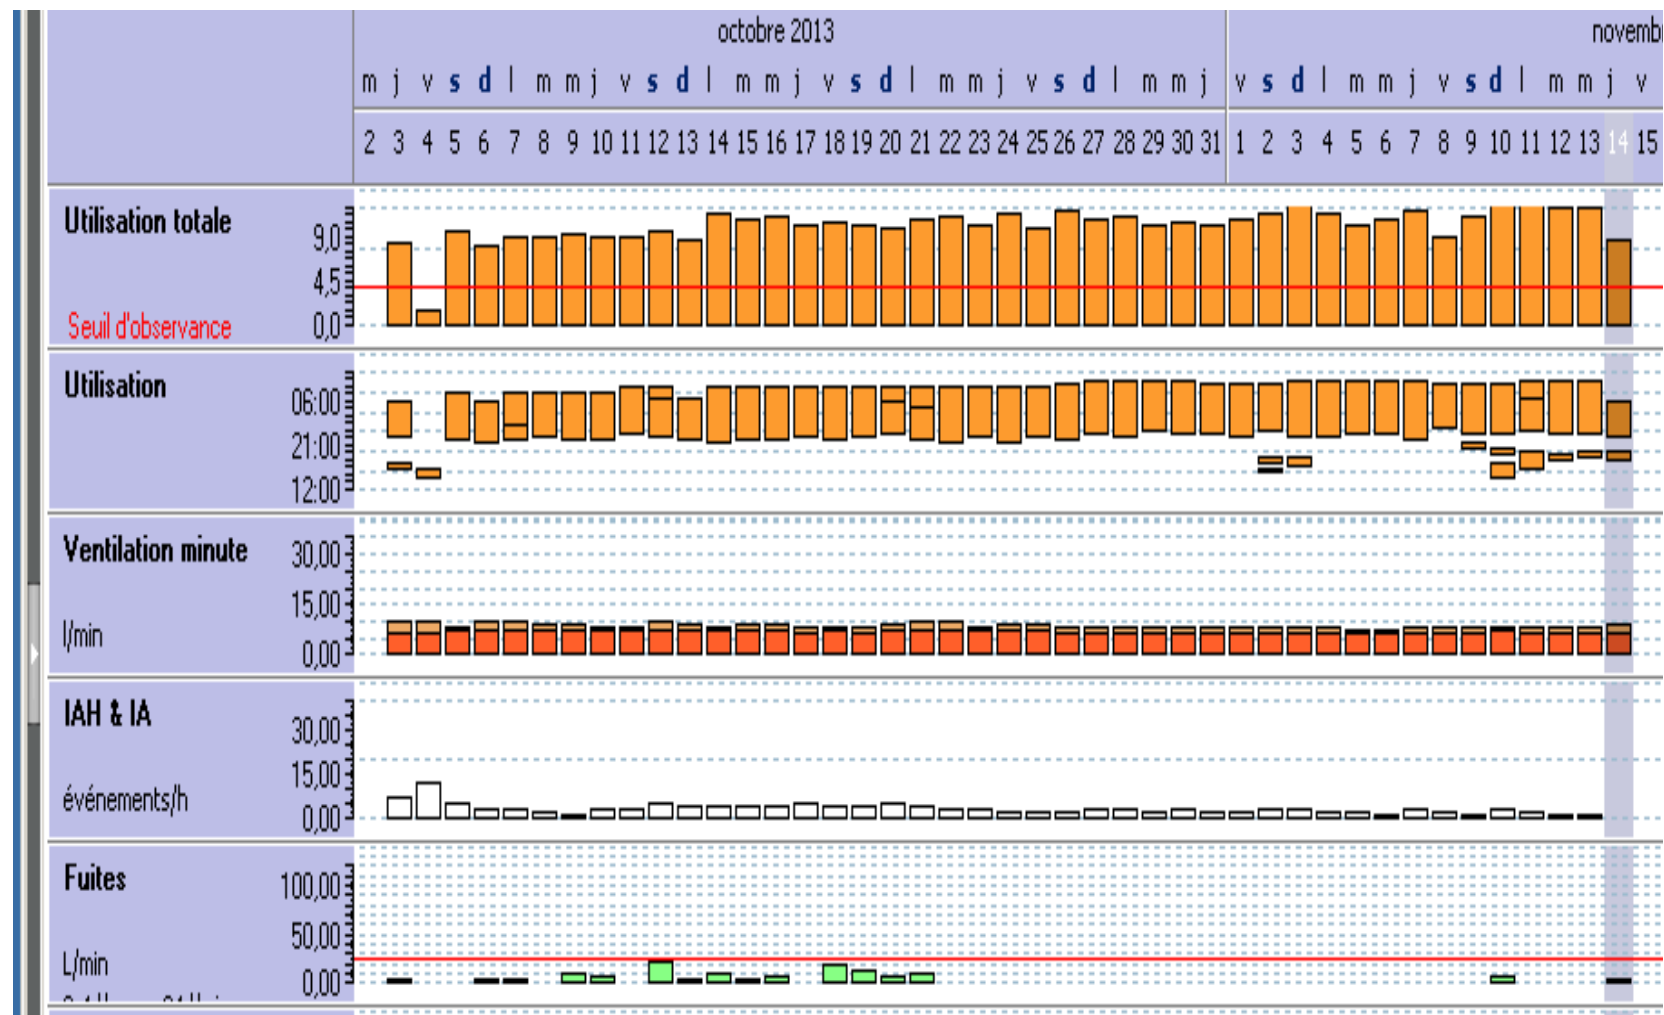 octobre 2013 novemb
m j v s d l m m j v s d l m m j v s d l m m j v s d l m m j v s d l m m j v s d l m m j v
2 3 4 5 6 7 8 9 10 11 12 13 14 15 16 17 18 19 20 21 22 23 24 25 26 27 28 29 30 31 1 2 3 4 5 6 7 8 9 10 11 12 13 14 15
Utilisation totale
9,0
4,5
Seuil d'observance
0,0
Utilisation
06:00
21:00
12:00
Ventilation minute
30,00
15,00
l/min
0,00
IAH & IA
30,00
15,00
événements/h
0,00
Fuites
100,00
50,00
L/min
0,00